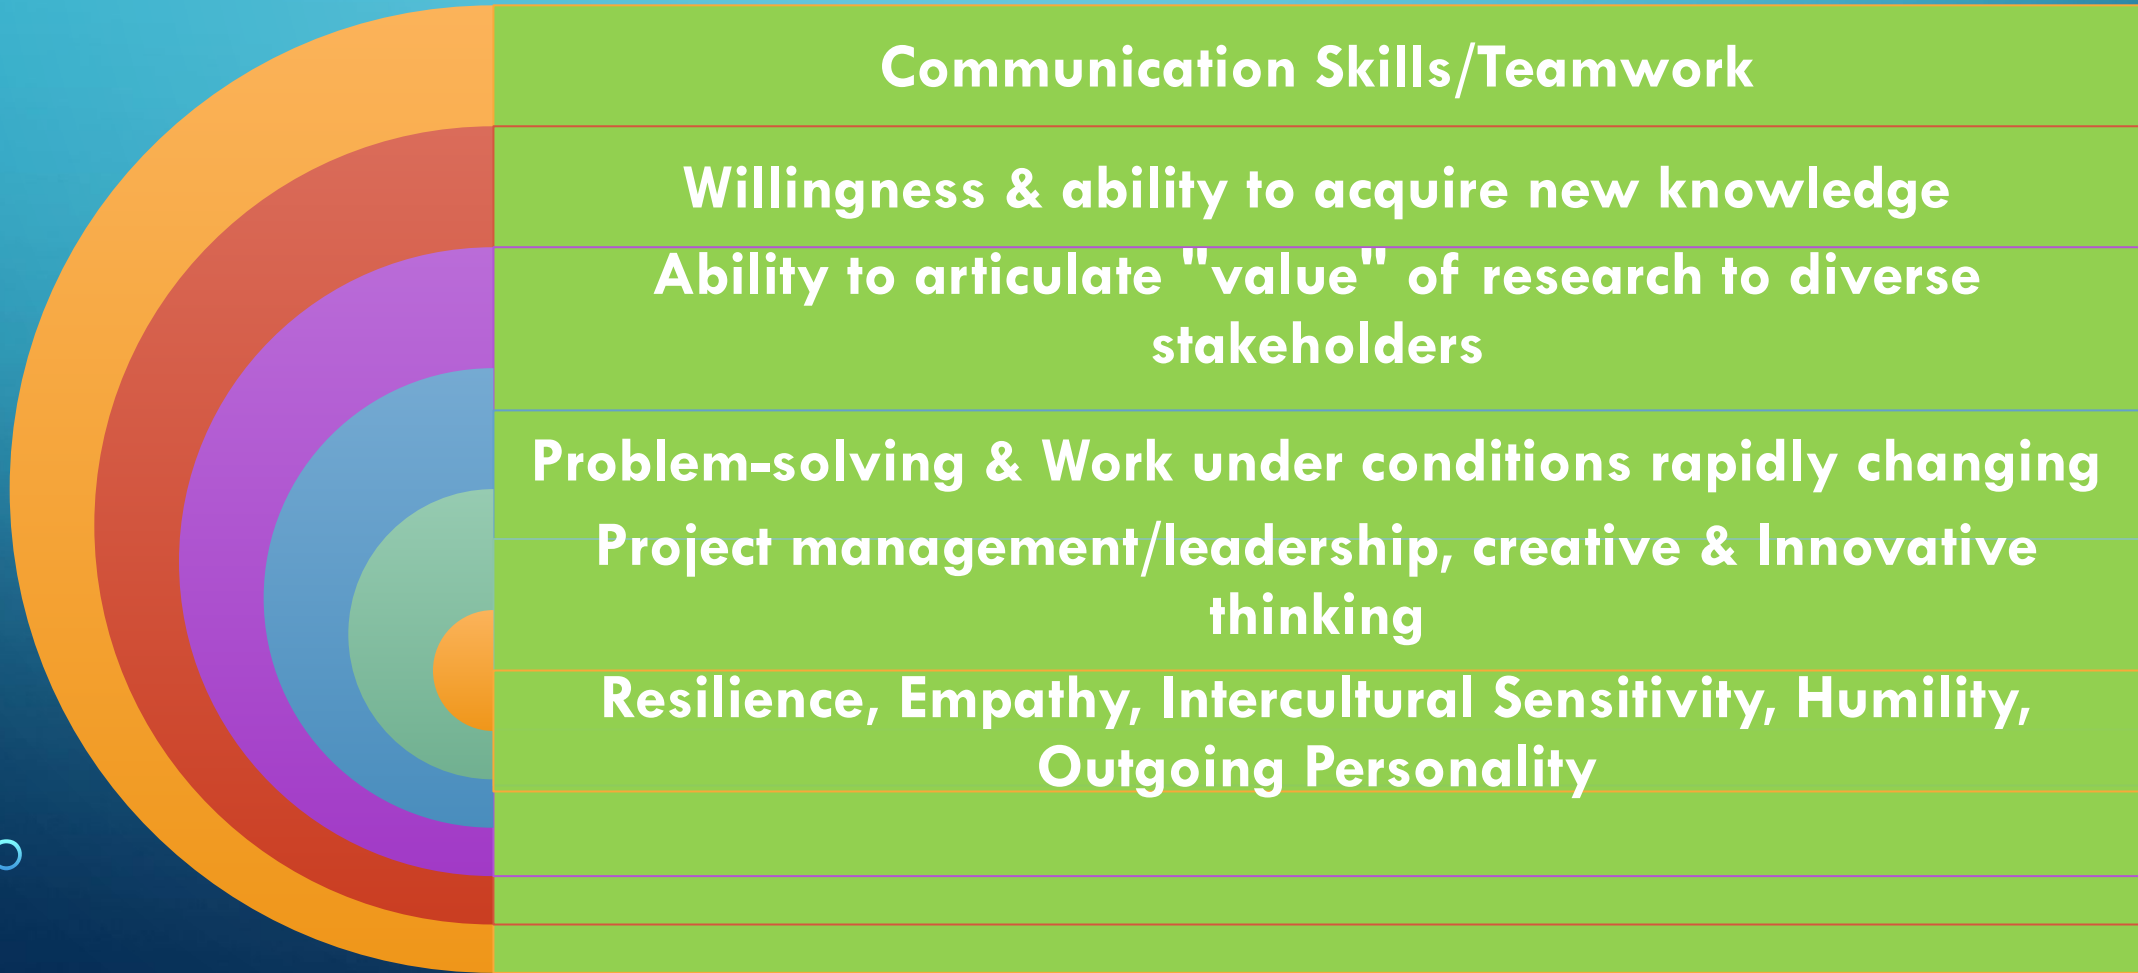 Communication Skills/Teamwork
Willingness & ability to acquire new knowledge
Ability to articulate "value" of research to diverse
stakeholders
Problem-solving & Work under conditions rapidly changing
Project management/leadership, creative & Innovative
thinking
Resilience, Empathy, Intercultural Sensitivity, Humility,
Outgoing Personality